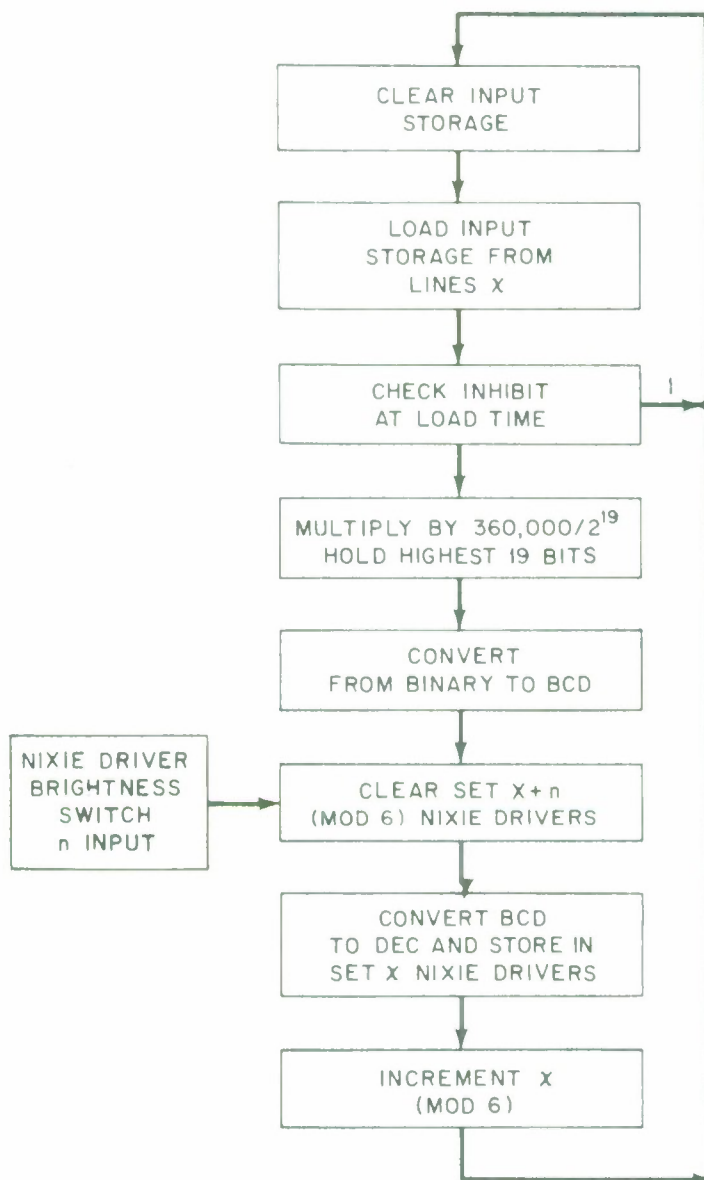 CLEAR INPUT
STORAGE
LOAD INPUT
STORAGE FROM
LINES χ
CHECK INHIBIT
AT LOAD TIME
1
MULTIPLY BY 360,000/2¹⁹
HOLD HIGHEST 19 BITS
CONVERT
FROM BINARY TO BCD
NIXIE DRIVER
BRIGHTNESS
SWITCH
n INPUT
CLEAR SET χ+n
(MOD 6) NIXIE DRIVERS
CONVERT BCD
TO DEC AND STORE IN
SET χ NIXIE DRIVERS
INCREMENT χ
(MOD 6)